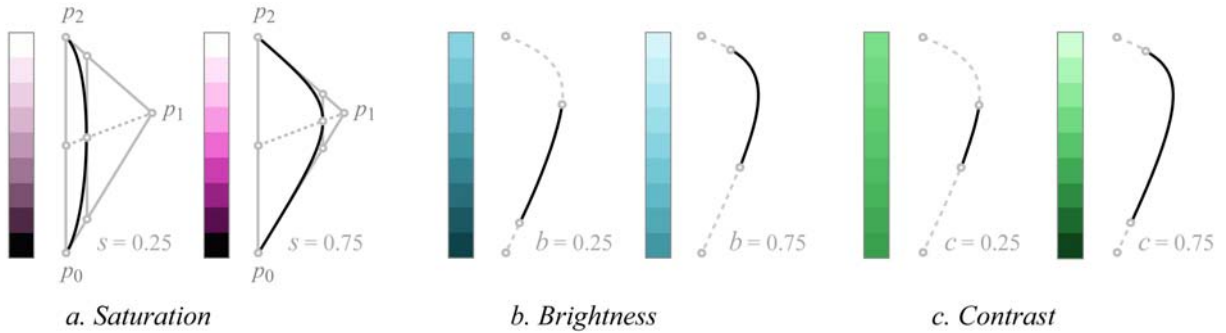 p2 p2
p1 p1
s = 0.25 s = 0.75 b = 0.25 b = 0.75 c = 0.25 c = 0.75
p0 p0
a. Saturation b. Brightness c. Contrast